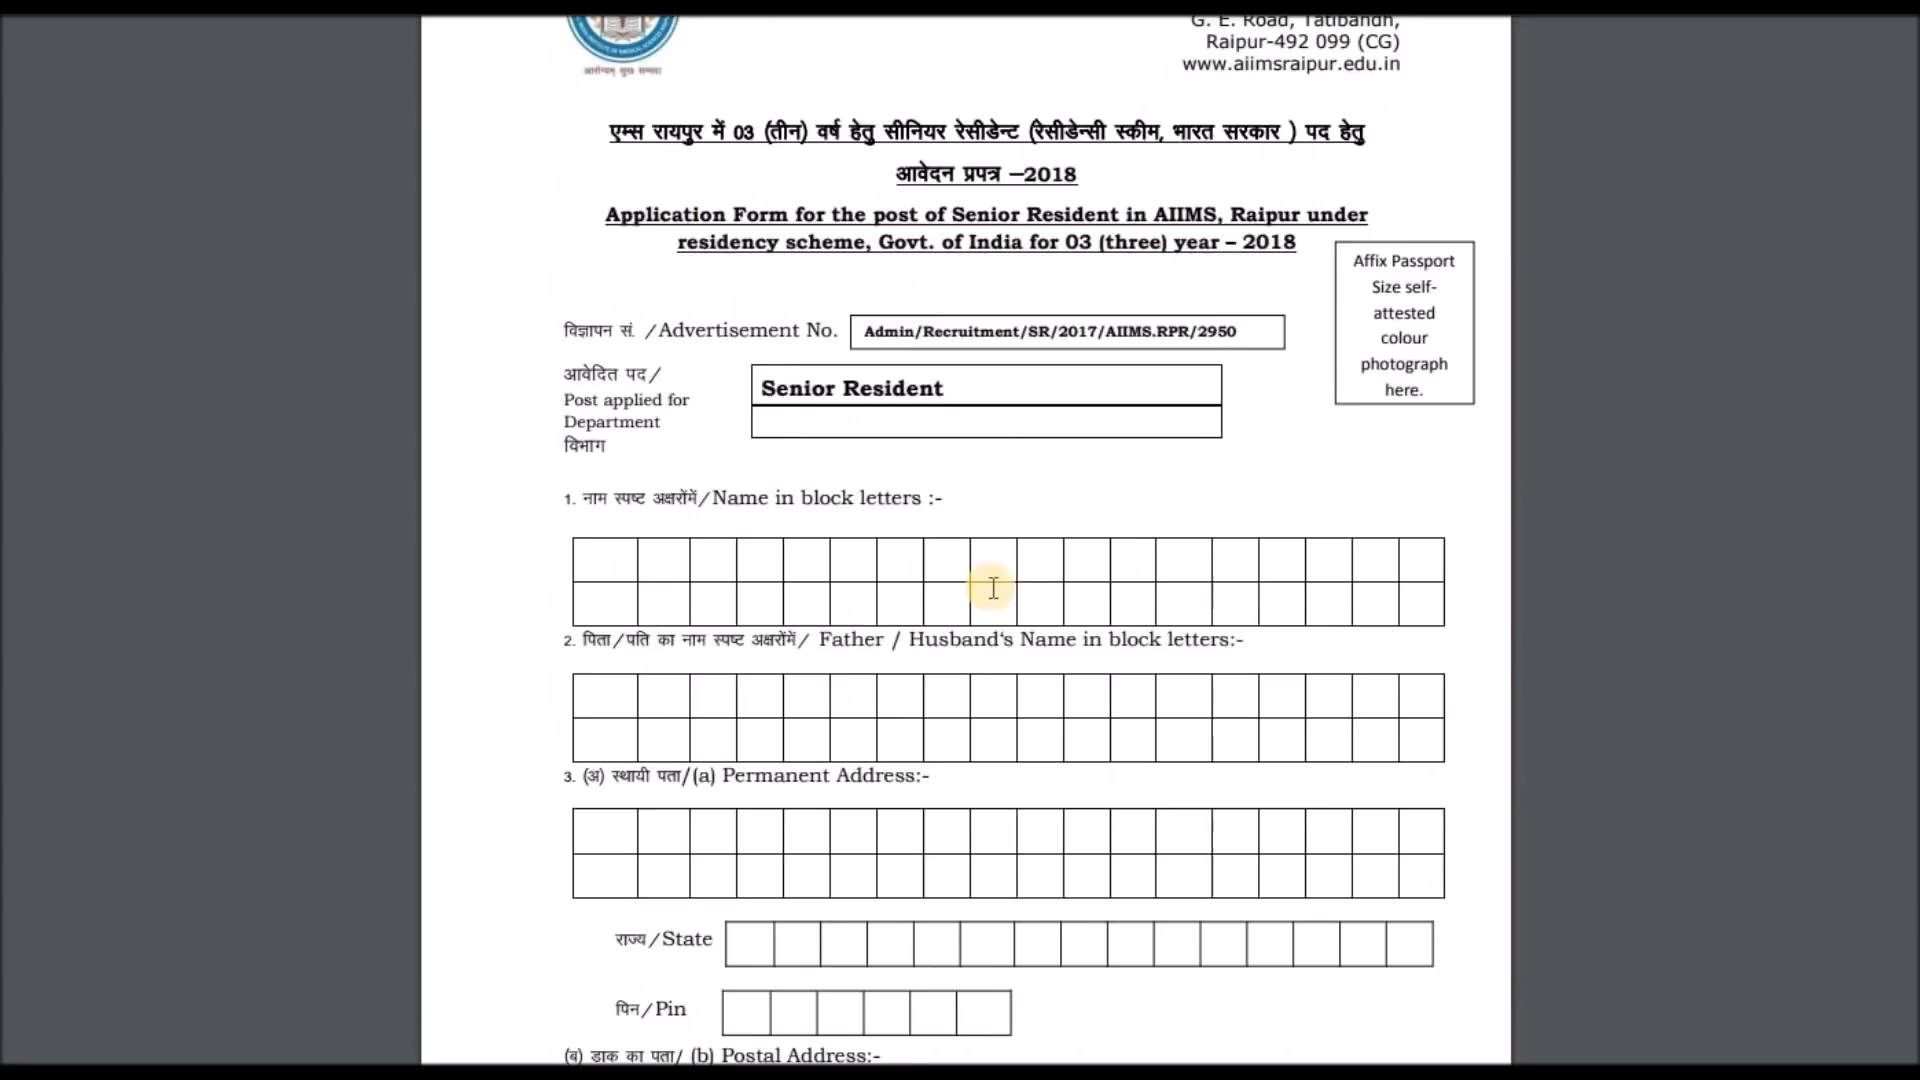 G. E. Road, Tatibandh,
Raipur-492 099 (CG)
www.aiimsraipur.edu.in
आरोग्यम् सुख सम्पदा
एम्स रायपुर में 03 (तीन) वर्ष हेतु सीनियर रेसीडेन्ट (रेसीडेन्सी स्कीम, भारत सरकार ) पद हेतु
आवेदन प्रपत्र –2018
Application Form for the post of Senior Resident in AIIMS, Raipur under
residency scheme, Govt. of India for 03 (three) year – 2018
Affix Passport
Size self-
attested
colour
photograph
here.
विज्ञापन सं. /Advertisement No. Admin/Recruitment/SR/2017/AIIMS.RPR/2950
आवेदित पद/
Post applied for Senior Resident
Department
विभाग
1. नाम स्पष्ट अक्षरोंमें/Name in block letters :-
2. पिता/पति का नाम स्पष्ट अक्षरोंमें/ Father / Husband‘s Name in block letters:-
3. (अ) स्थायी पता/(a) Permanent Address:-
राज्य/State
पिन/Pin
(ब) डाक का पता/ (b) Postal Address:-